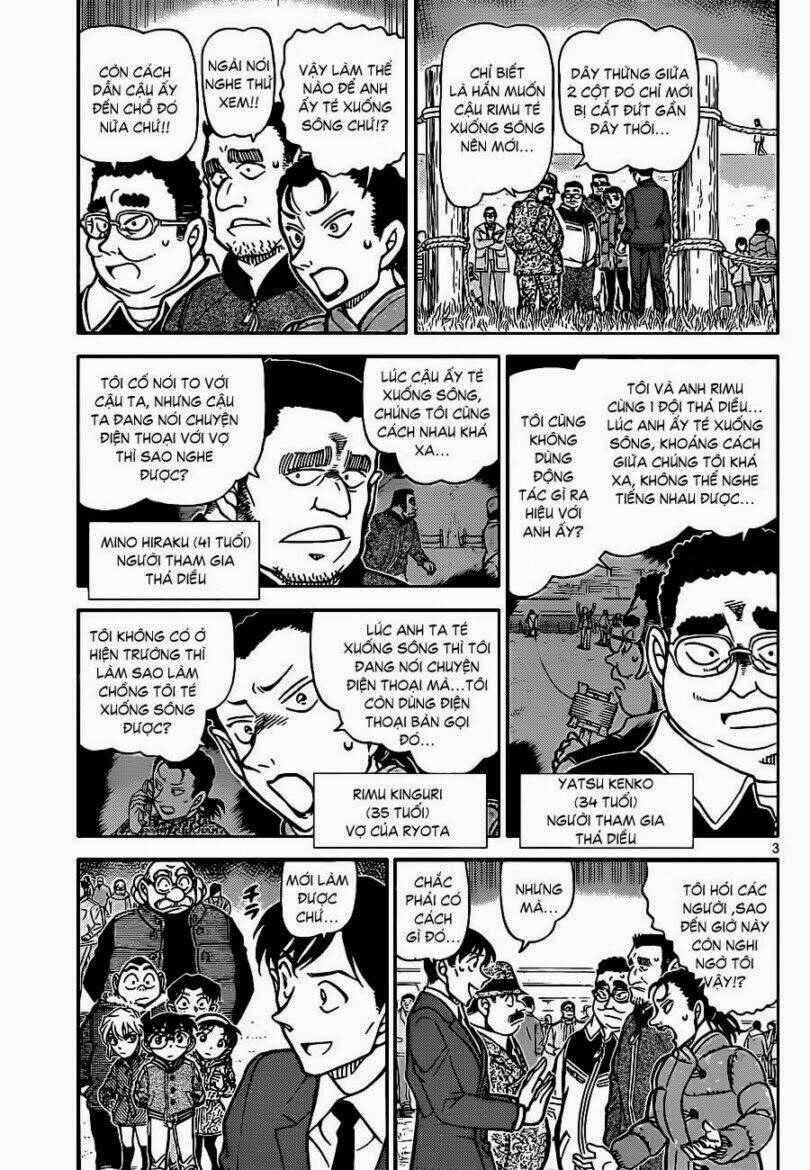 DÂY THỪNG GIỮA
2 CỘT ĐÓ CHỈ MỚI
BỊ CẮT ĐỨT GẦN
ĐÂY THÔI...
CHỈ BIẾT
LÀ HẮN MUỐN
CẬU RIMU TÉ
XUỐNG SÔNG
NÊN MỚI...
VẬY LÀM THẾ
NÀO ĐỂ ANH
ẤY TÉ XUỐNG
SÔNG CHỨ!?
NGÀI NÓI
NGHE THỬ
XEM!!
CÒN CÁCH
DẪN CẬU ẤY
ĐẾN CHỖ ĐÓ
NỮA CHỨ!!
TÔI VÀ ANH RIMU
CÙNG 1 ĐỘI THẢ DIỀU...
LÚC ANH ẤY TÉ XUỐNG
SÔNG, KHOẢNG CÁCH
GIỮA CHÚNG TÔI KHÁ
XA, KHÔNG THỂ NGHE
TIẾNG NHAU ĐƯỢC...
TÔI CŨNG
KHÔNG
DÙNG
ĐỘNG
TÁC GÌ RA
HIỆU VỚI
ANH ẤY?
YATSU KENKO
(34 TUỔI)
NGƯỜI THAM GIA
THẢ DIỀU
LÚC CẬU ẤY TÉ
XUỐNG SÔNG,
CHÚNG TÔI CŨNG
CÁCH NHAU KHÁ
XA...
TÔI CỐ NÓI TO VỚI
CẬU TA, NHƯNG CẬU
TA ĐANG NÓI CHUYỆN
ĐIỆN THOẠI VỚI VỢ
THÌ SAO NGHE
ĐƯỢC?
MINO HIRAKU (41 TUỔI)
NGƯỜI THAM GIA
THẢ DIỀU
LÚC ANH TA TÉ
XUỐNG SÔNG THÌ TÔI
ĐANG NÓI CHUYỆN
ĐIỆN THOẠI MÀ...TÔI
CÒN DÙNG ĐIỆN
THOẠI BÀN GỌI
ĐÓ...
TÔI KHÔNG CÓ Ở
HIỆN TRƯỜNG THÌ
LÀM SAO LÀM
CHỒNG TÔI TÉ
XUỐNG SÔNG
ĐƯỢC?
RIMU KINGURI
(35 TUỔI)
VỢ CỦA RYOTA
3
TÔI HỎI CÁC
NGƯỜI ,SAO
ĐẾN GIỜ NÀY
CÒN NGHI
NGỜ TÔI
VẬY!?
NHƯNG
MÀ...
CHẮC
PHẢI CÓ
CÁCH
GÌ ĐÓ...
MỚI LÀM
ĐƯỢC
CHỨ...